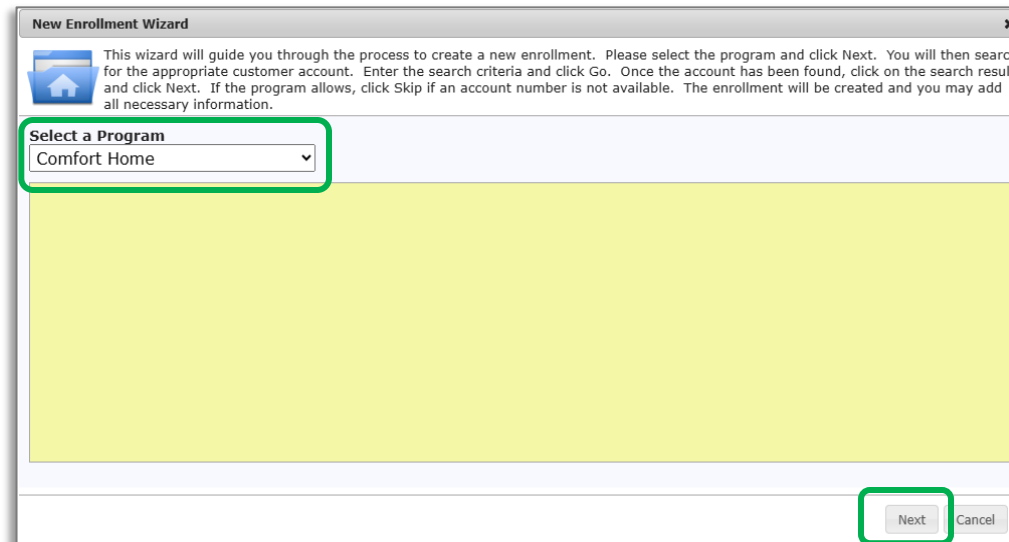 New Enrollment Wizard
This wizard will guide you through the process to create a new enrollment. Please select the program and click Next. You will then searc
for the appropriate customer account. Enter the search criteria and click Go. Once the account has been found, click on the search resul
and click Next. If the program allows, click Skip if an account number is not available. The enrollment will be created and you may add
all necessary information.
Select a Program
Comfort Home
Next Cancel